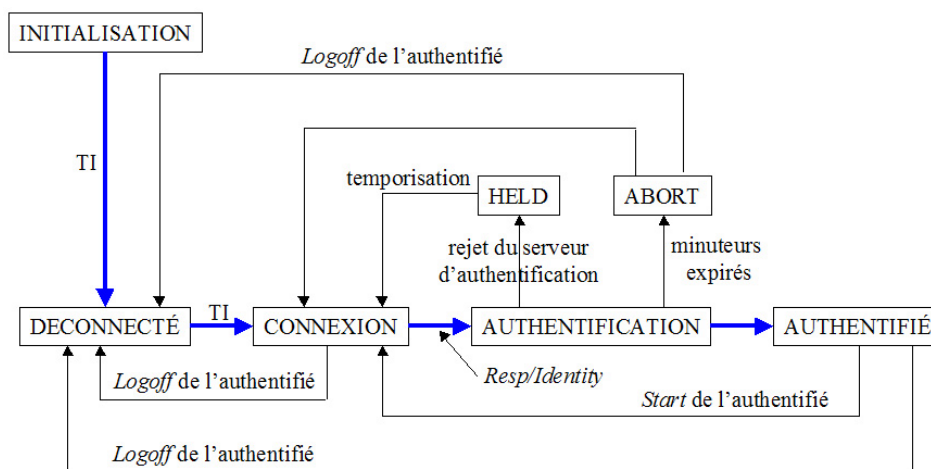 INITIALISATION
Logoff de l’authentifié
TI
temporisation
HELD
ABORT
rejet du serveur
d’authentification
minuteurs
expirés
DECONNECTÉ
TI
CONNEXION
AUTHENTIFICATION
AUTHENTIFIÉ
Logoff de l’authentifié
Resp/Identity
Start de l’authentifié
Logoff de l’authentifié